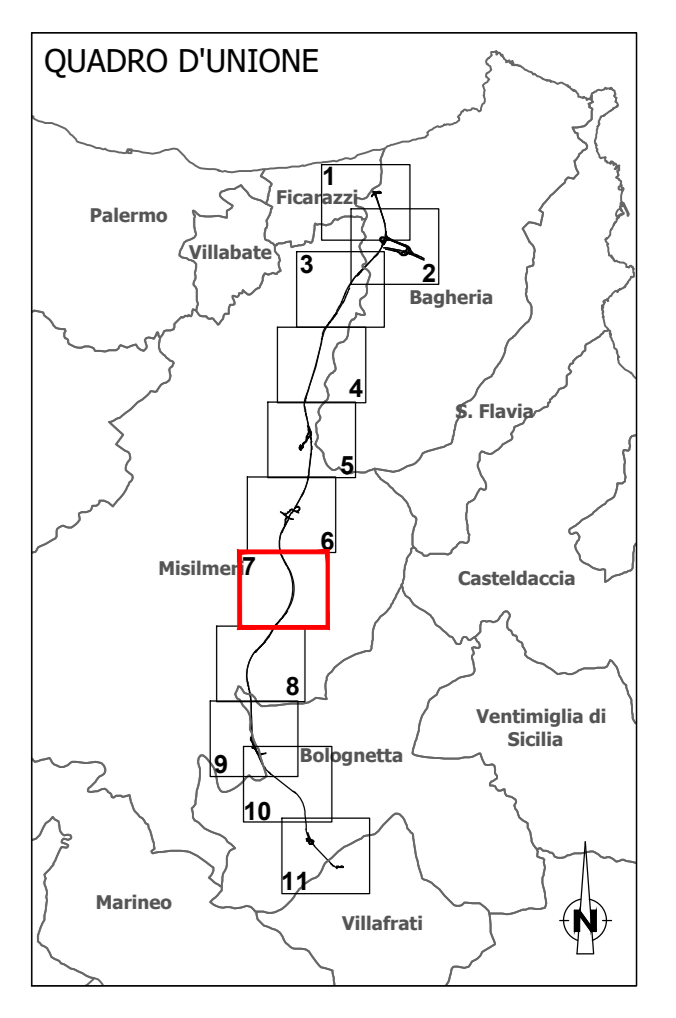 QUADRO D'UNIONE
1
Ficarazzi
Palermo
Villabate
3
2
Bagheria
4
S. Flavia
5
6
Misilmeri
7
Casteldaccia
8
Ventimiglia di
Sicilia
Bolognetta
9
10
11
Marineo
Villafrati
N